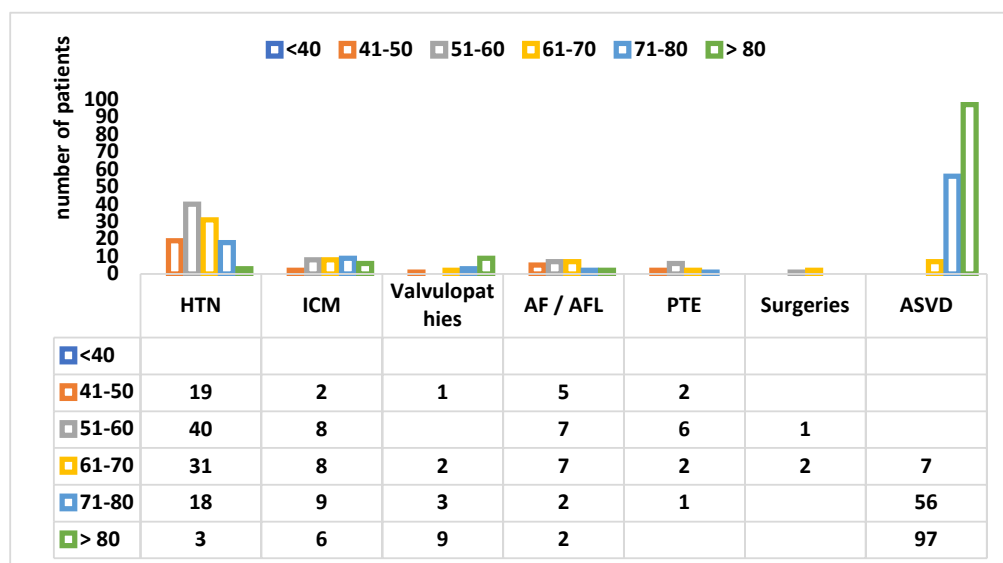 <40 41-50 51-60 61-70 71-80 > 80
number of patients
100
90
80
70
60
50
40
30
20
10
0
HTN ICM Valvulopat hies AF / AFL PTE Surgeries ASVD
<40
41-50 19 2 1 5 2
51-60 40 8 7 6 1
61-70 31 8 2 7 2 2 7
71-80 18 9 3 2 1 56
> 80 3 6 9 2 97